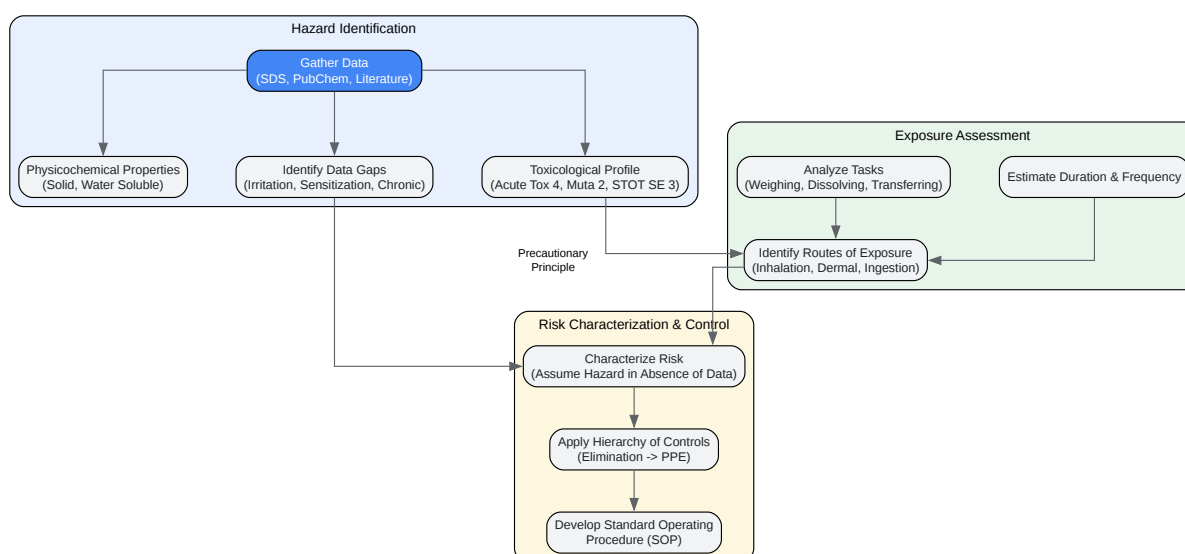 Hazard Identification
Gather Data
(SDS, PubChem, Literature)
Physicochemical Properties
(Solid, Water Soluble)
Identify Data Gaps
(Irritation, Sensitization, Chronic)
Toxicological Profile
(Acute Tox 4, Muta 2, STOT SE 3)
Exposure Assessment
Analyze Tasks
(Weighing, Dissolving, Transferring)
Estimate Duration & Frequency
Precautionary
Principle
Identify Routes of Exposure
(Inhalation, Dermal, Ingestion)
Risk Characterization & Control
Characterize Risk
(Assume Hazard in Absence of Data)
Apply Hierarchy of Controls
(Elimination -> PPE)
Develop Standard Operating
Procedure (SOP)